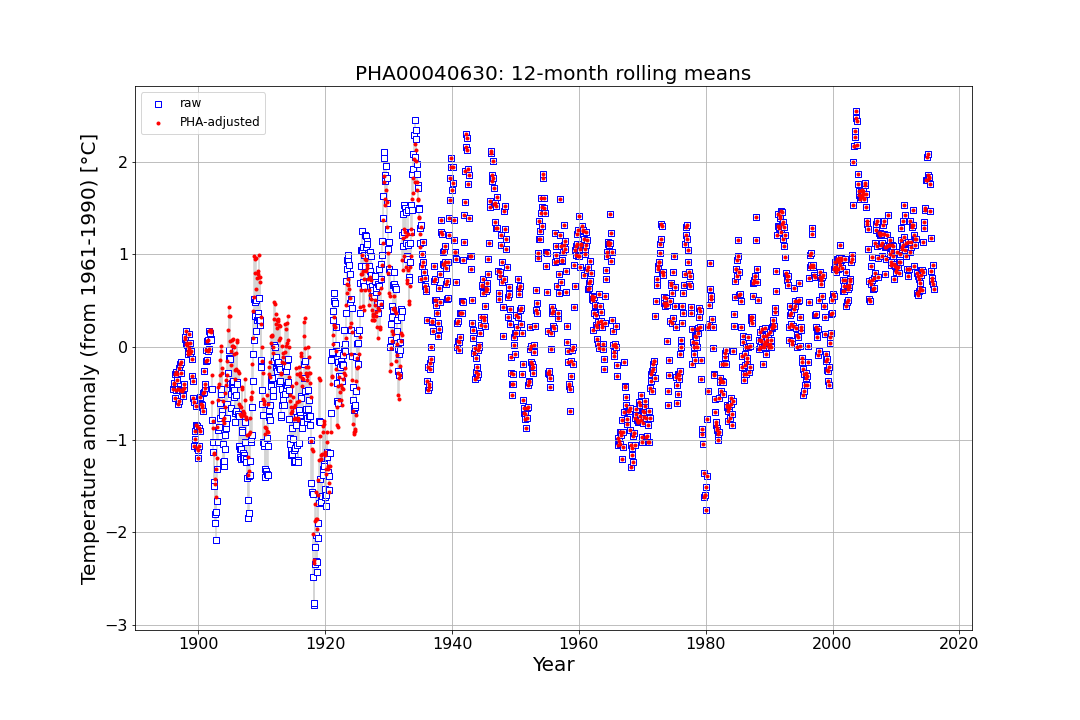 PHA00040630: 12-month rolling means
raw
PHA-adjusted
Temperature anomaly (from 1961-1990) [°C]
2
1
0
−1
−2
−3
1900 1920 1940 1960 1980 2000 2020
Year